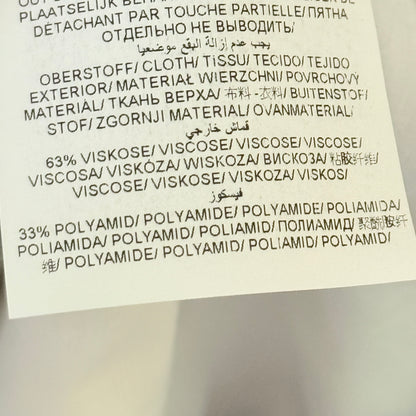 PLAATSELIJK BEHA
DÉTACHANT PAR TOUCHE PARTIELLE/ ПЯТНА
ОТДЕЛЬНО НЕ ВЫВОДИТЬ/
يجب عدم إزالة البقع موضعيا
OBERSTOFF/ CLOTH/ TISSU/ TECIDO/ TEJIDO
EXTERIOR/ MATERIAŁ WIERZCHNI/ POVRCHOVÝ
MATERIÁL/ ТКАНЬ ВЕРХА/ 布料 -衣料/ BUITENSTOF/
STOF/ ZGORNJI MATERIAL/ OVANMATERIAL/
قماش خارجي
63% VISKOSE/ VISCOSE/ VISCOSE/ VISCOSE/
VISCOSA/ VISKÓZA/ WISKOZA/ ВИСКОЗА/ 粘胶纤维/
VISCOSE/ VISKOSE/ VISKOZA/ VISKOS/
فيسكوز
33% POLYAMID/ POLYAMIDE/ POLYAMIDE/ POLIAMIDA/
POLIAMIDA/ POLYAMID/ POLIAMID/ ПОЛИАМИД/ 聚酰胺纤
维/ POLYAMIDE/ POLYAMID/ POLIAMID/ POLYAMID/